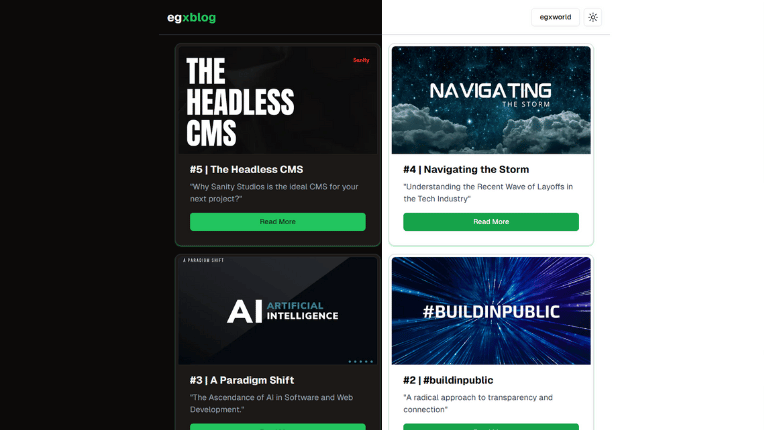 egxblog
egxworld
Sanity
THE
HEADLESS
CMS
#5 | The Headless CMS
"Why Sanity Studios is the ideal CMS for your
next project?"
Read More
NAVIGATING
THE STORM
#4 | Navigating the Storm
"Understanding the Recent Wave of Layoffs in
the Tech Industry"
Read More
A PARADIGM SHIFT
AI ARTIFICIAL
INTELLIGENCE
#3 | A Paradigm Shift
"The Ascendance of AI in Software and Web
Development."
#BUILDINPUBLIC
#2 | #buildinpublic
"A radical approach to transparency and
connection"